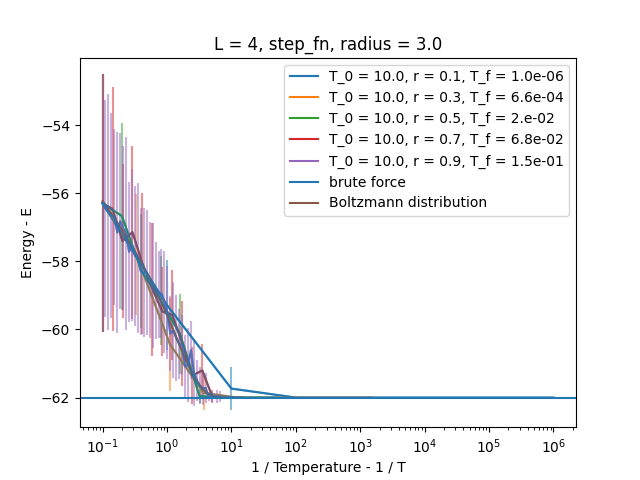 L = 4, step_fn, radius = 3.0
T_0 = 10.0, r = 0.1, T_f = 1.0e-06
T_0 = 10.0, r = 0.3, T_f = 6.6e-04
T_0 = 10.0, r = 0.5, T_f = 2.e-02
T_0 = 10.0, r = 0.7, T_f = 6.8e-02
T_0 = 10.0, r = 0.9, T_f = 1.5e-01
brute force
Boltzmann distribution
Energy - E
−54
−56
−58
−60
−62
10⁻¹ 10⁰ 10¹ 10² 10³ 10⁴ 10⁵ 10⁶
1 / Temperature - 1 / T